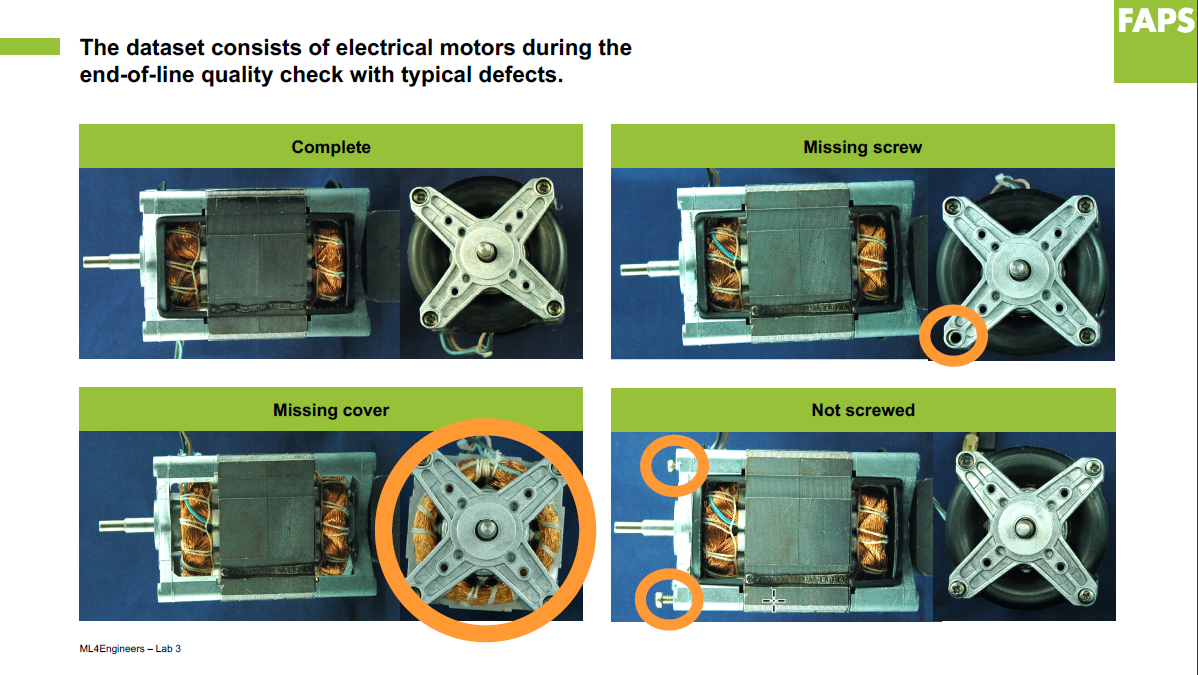 FAPS
The dataset consists of electrical motors during the
end-of-line quality check with typical defects.
Complete
Missing screw
Missing cover
Not screwed
ML4Engineers – Lab 3